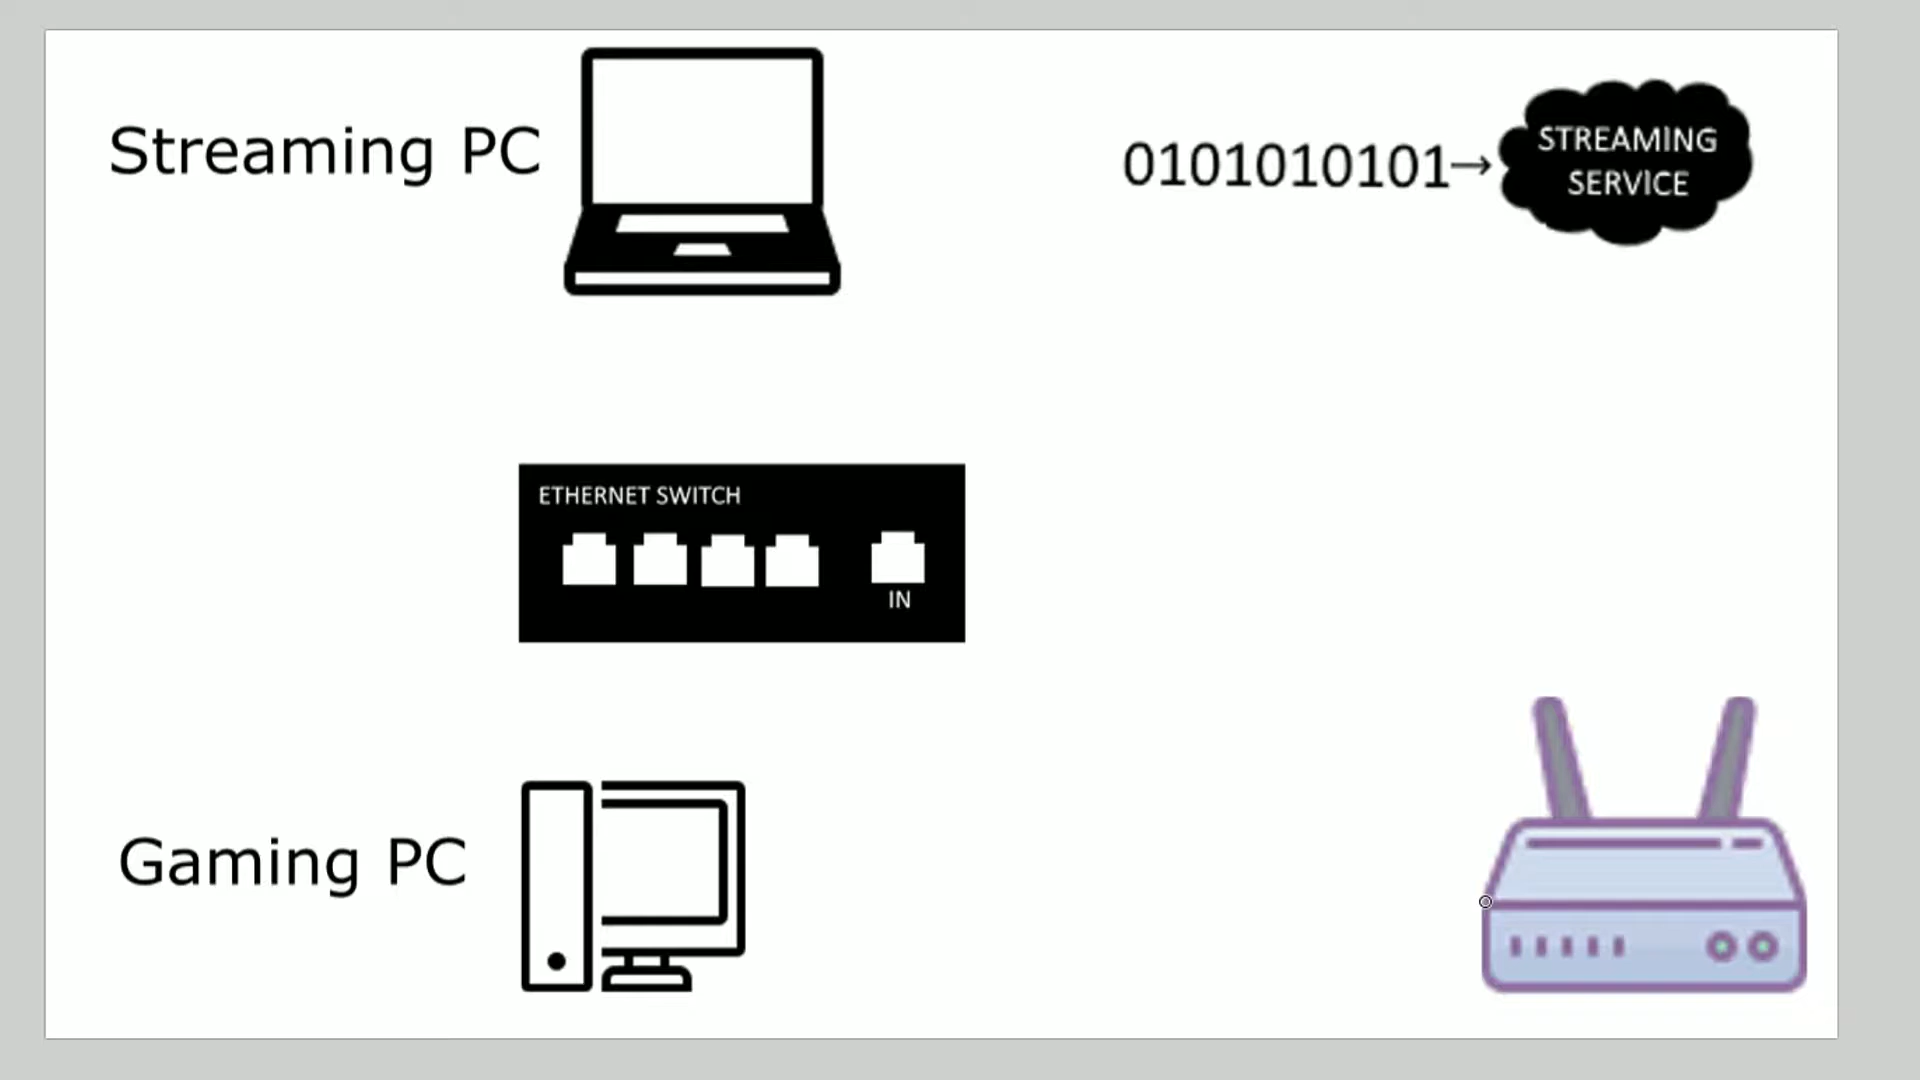 Streaming PC
0101010101→
STREAMING
SERVICE
ETHERNET SWITCH
IN
Gaming PC